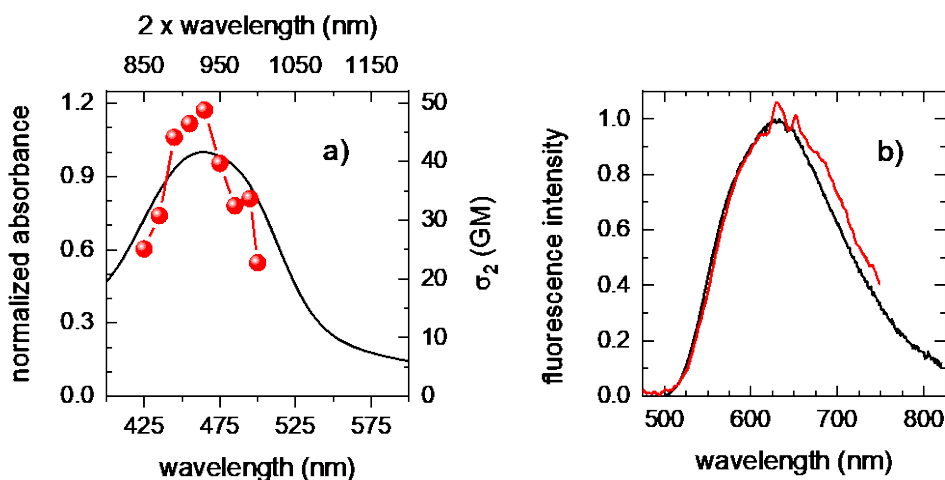 2 x wavelength (nm)
850 950 1050 1150
1.2 50
a) 40
0.9 30
0.6 20
0.3 10
0.0 0
normalized absorbance
σ₂ (GM)
425 475 525 575
wavelength (nm)
1.0 b)
0.8
0.6
0.4
0.2
0.0
fluorescence intensity
500 600 700 800
wavelength (nm)